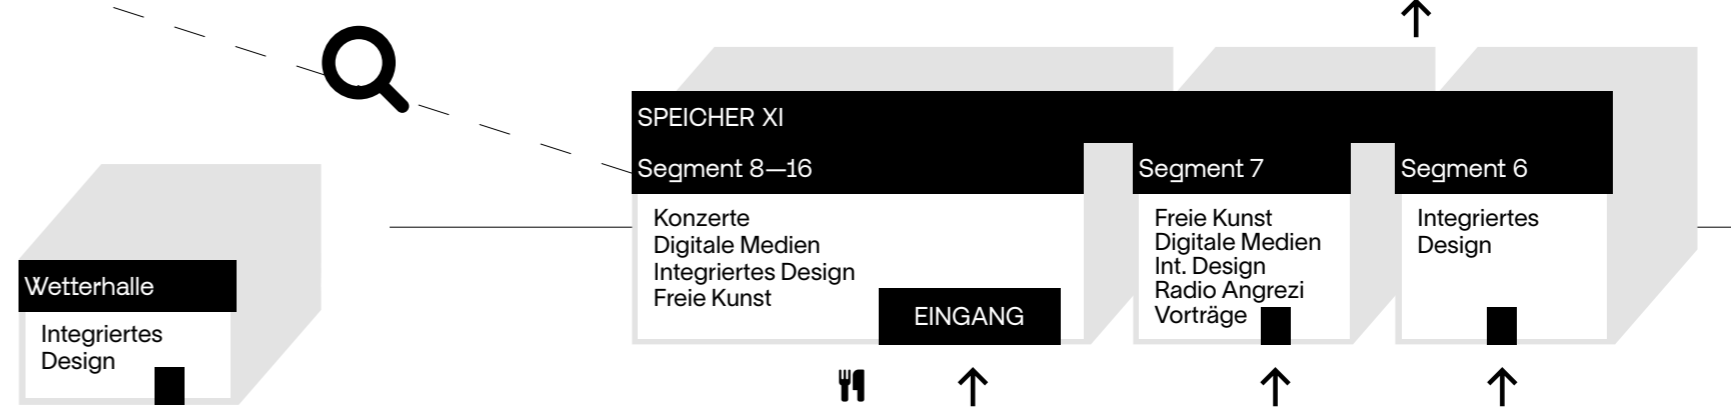 SPEICHER XI
Segment 8—16
Konzerte
Digitale Medien
Integriertes Design
Freie Kunst
EINGANG
Segment 7
Freie Kunst
Digitale Medien
Int. Design
Radio Angrezi
Vorträge
Segment 6
Integriertes
Design
Wetterhalle
Integriertes
Design